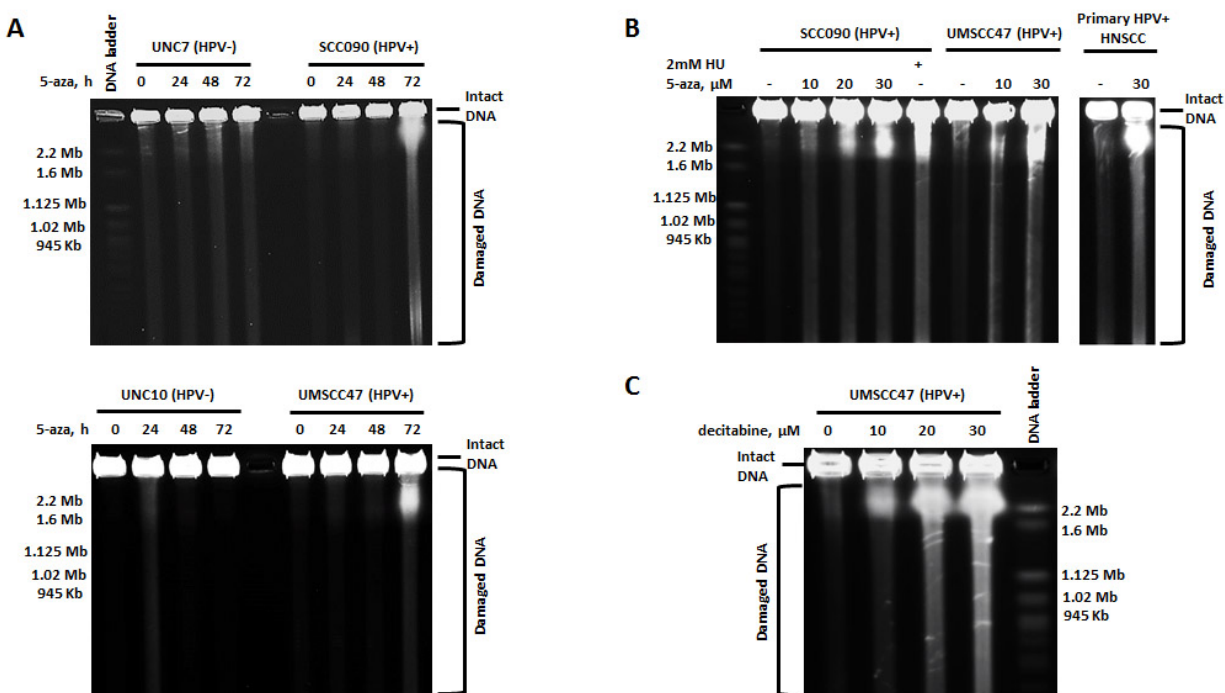 A
DNA ladder
UNC7 (HPV-)
SCC090 (HPV+)
5-aza, h 0 24 48 72 0 24 48 72
Intact
DNA
2.2 Mb
1.6 Mb
1.125 Mb
1.02 Mb
945 Kb
Damaged DNA
UNC10 (HPV-)
UMSCC47 (HPV+)
5-aza, h 0 24 48 72 0 24 48 72
Intact
DNA
2.2 Mb
1.6 Mb
1.125 Mb
1.02 Mb
945 Kb
Damaged DNA
B
SCC090 (HPV+)
UMSCC47 (HPV+)
Primary HPV+
HNSCC
2mM HU +
5-aza, µM - 10 20 30 - - 10 30 - 30
Intact
DNA
2.2 Mb
1.6 Mb
1.125 Mb
1.02 Mb
945 Kb
Damaged DNA
C
UMSCC47 (HPV+)
DNA ladder
decitabine, µM 0 10 20 30
Intact
DNA
2.2 Mb
1.6 Mb
1.125 Mb
1.02 Mb
945 Kb
Damaged DNA